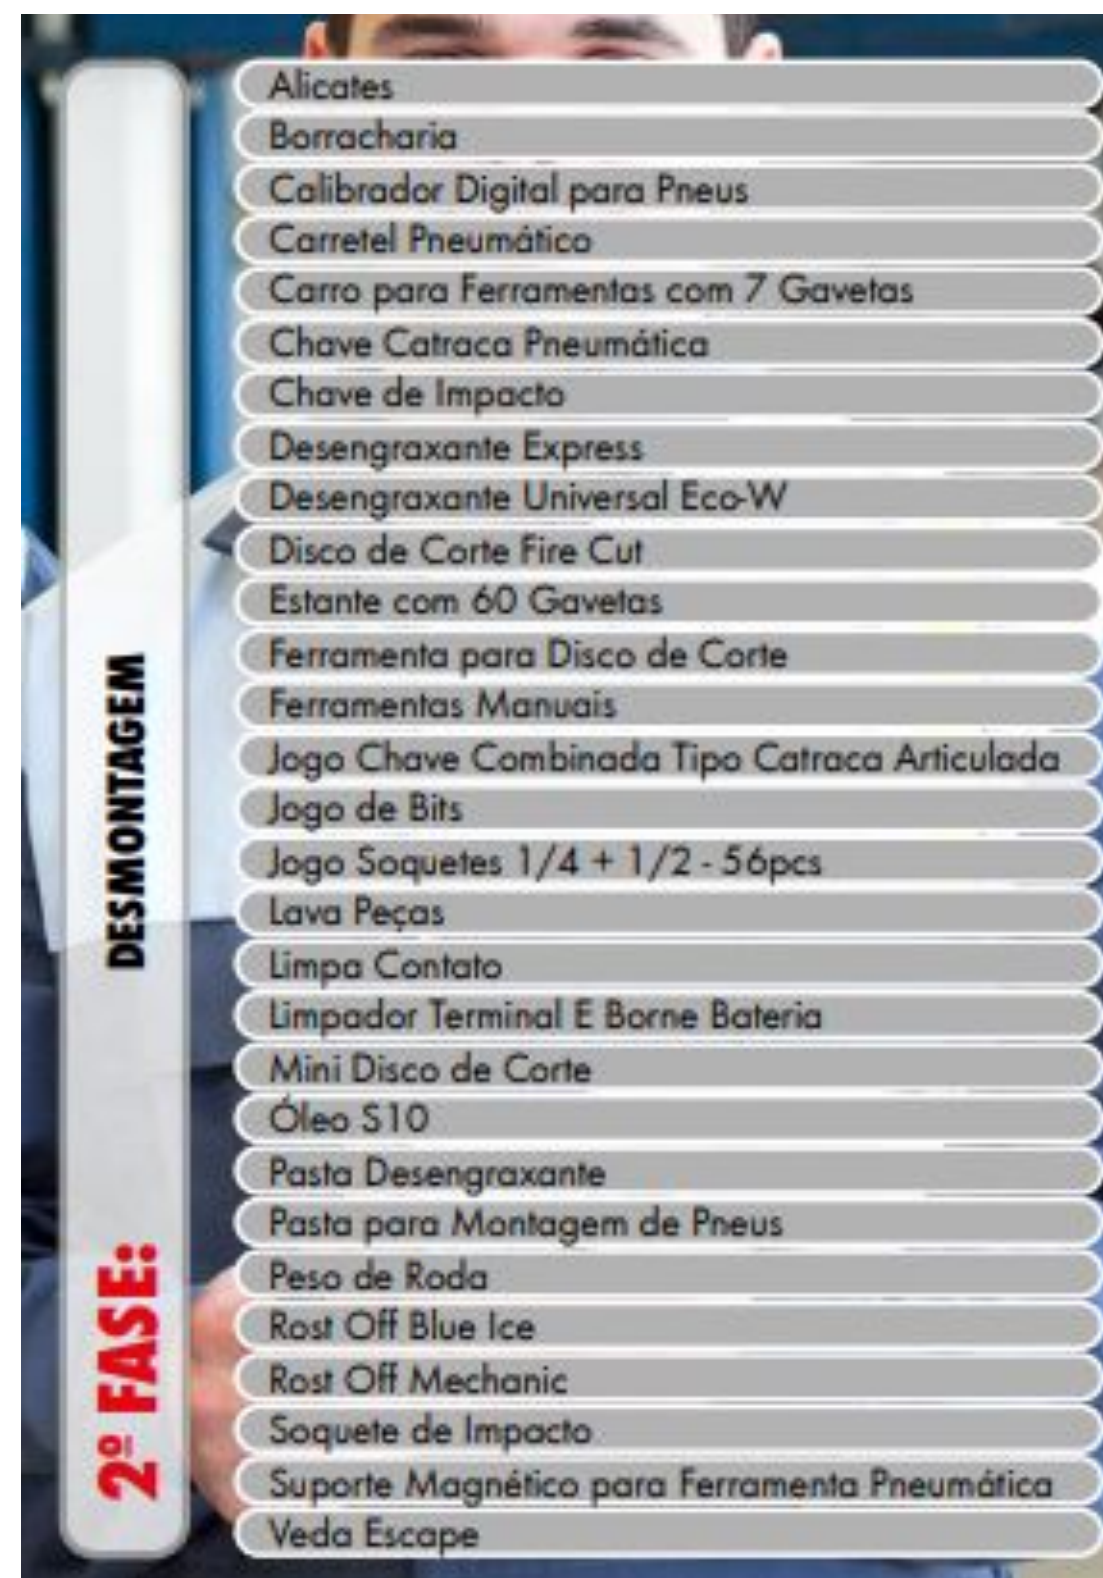 Alicates
Borracharia
Calibrador Digital para Pneus
Carretel Pneumático
Carro para Ferramentas com 7 Gavetas
Chave Catraca Pneumática
Chave de Impacto
Desengraxante Express
Desengraxante Universal Eco-W
Disco de Corte Fire Cut
Estante com 60 Gavetas
Ferramenta para Disco de Corte
Ferramentas Manuais
Jogo Chave Combinada Tipo Catraca Articulada
Jogo de Bits
Jogo Soquetes 1/4 + 1/2 - 56pcs
Lava Peças
Limpa Contato
Limpador Terminal E Borne Bateria
Mini Disco de Corte
Óleo S10
Pasta Desengraxante
Pasta para Montagem de Pneus
Peso de Roda
Rost Off Blue Ice
Rost Off Mechanic
Soquete de Impacto
Suporte Magnético para Ferramenta Pneumática
Veda Escape
2º FASE: DESMONTAGEM